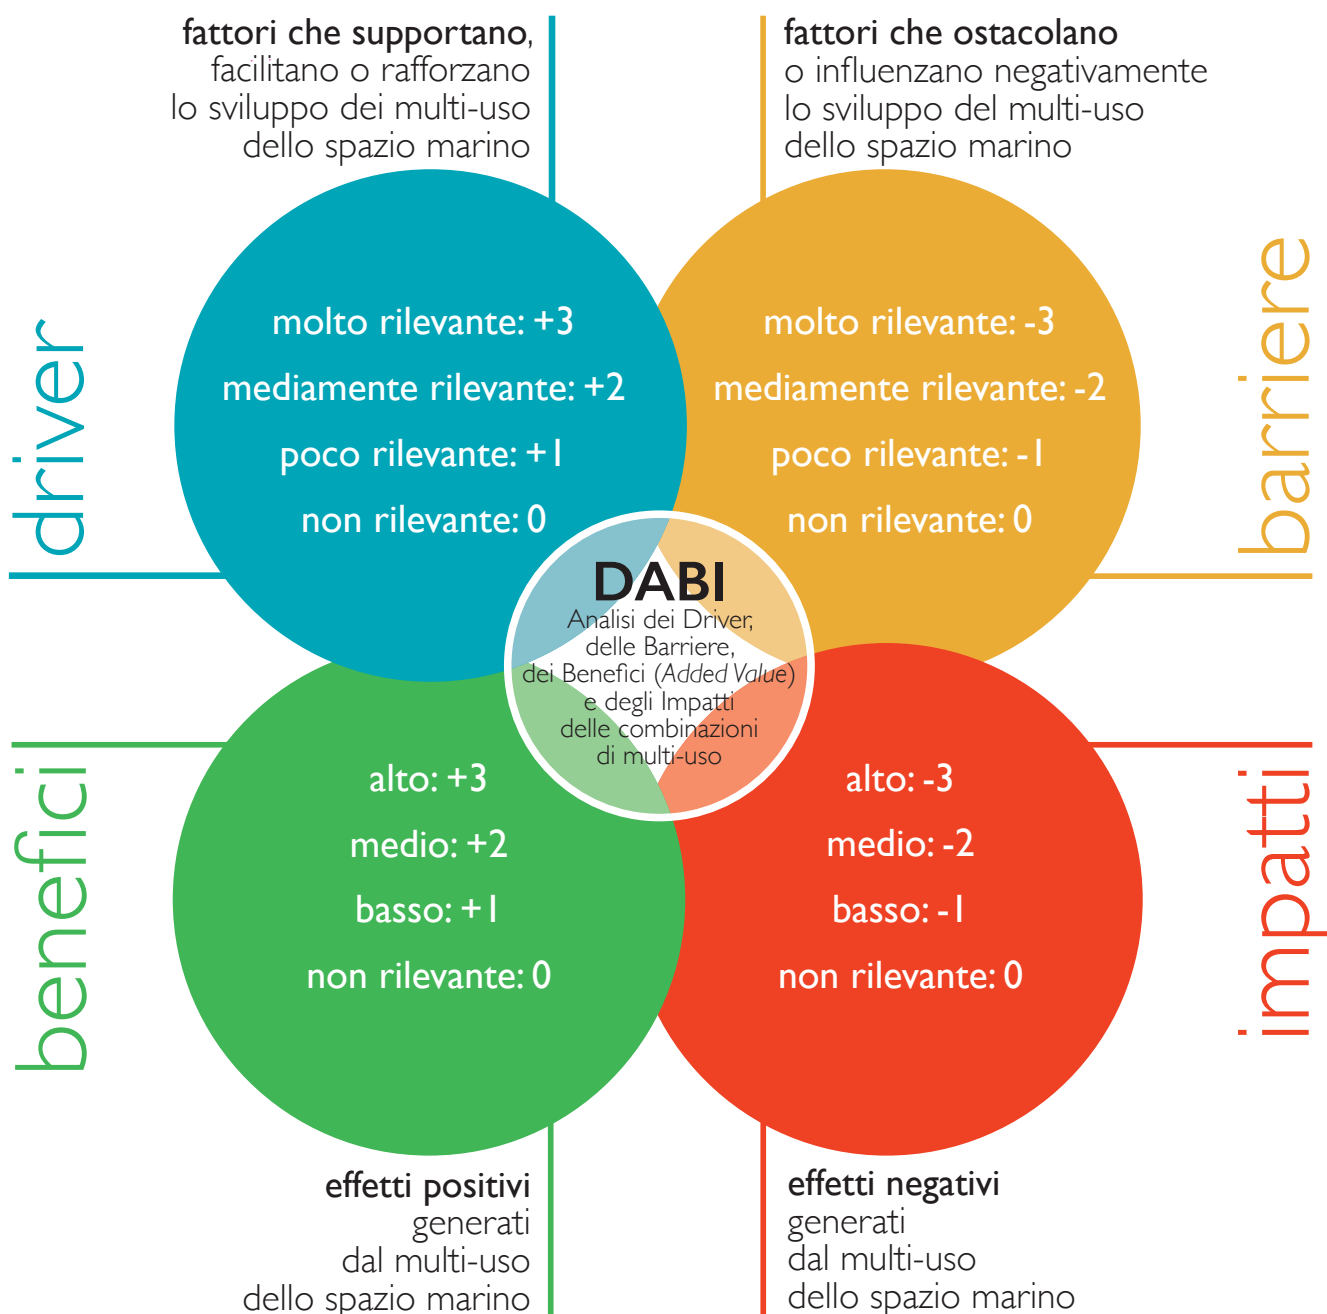 fattori che supportano,
facilitano o rafforzano
lo sviluppo dei multi-uso
dello spazio marino
fattori che ostacolano
o influenzano negativamente
lo sviluppo del multi-uso
dello spazio marino
driver
molto rilevante: +3
mediamente rilevante: +2
poco rilevante: +1
non rilevante: 0
barriere
molto rilevante: -3
mediamente rilevante: -2
poco rilevante: -1
non rilevante: 0
DABI
Analisi dei Driver,
delle Barriere,
dei Benefici (Added Value)
e degli Impatti
delle combinazioni
di multi-uso
benefici
alto: +3
medio: +2
basso: +1
non rilevante: 0
impatti
alto: -3
medio: -2
basso: -1
non rilevante: 0
effetti positivi
generati
dal multi-uso
dello spazio marino
effetti negativi
generati
dal multi-uso
dello spazio marino